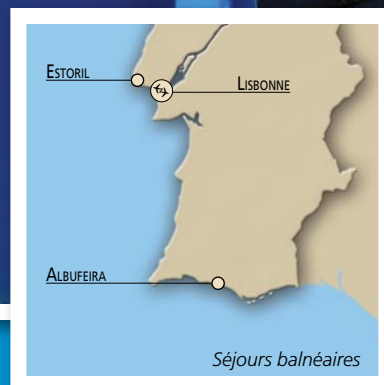 ESTORIL
LISBONNE
ALBUFEIRA
Séjours balnéaires